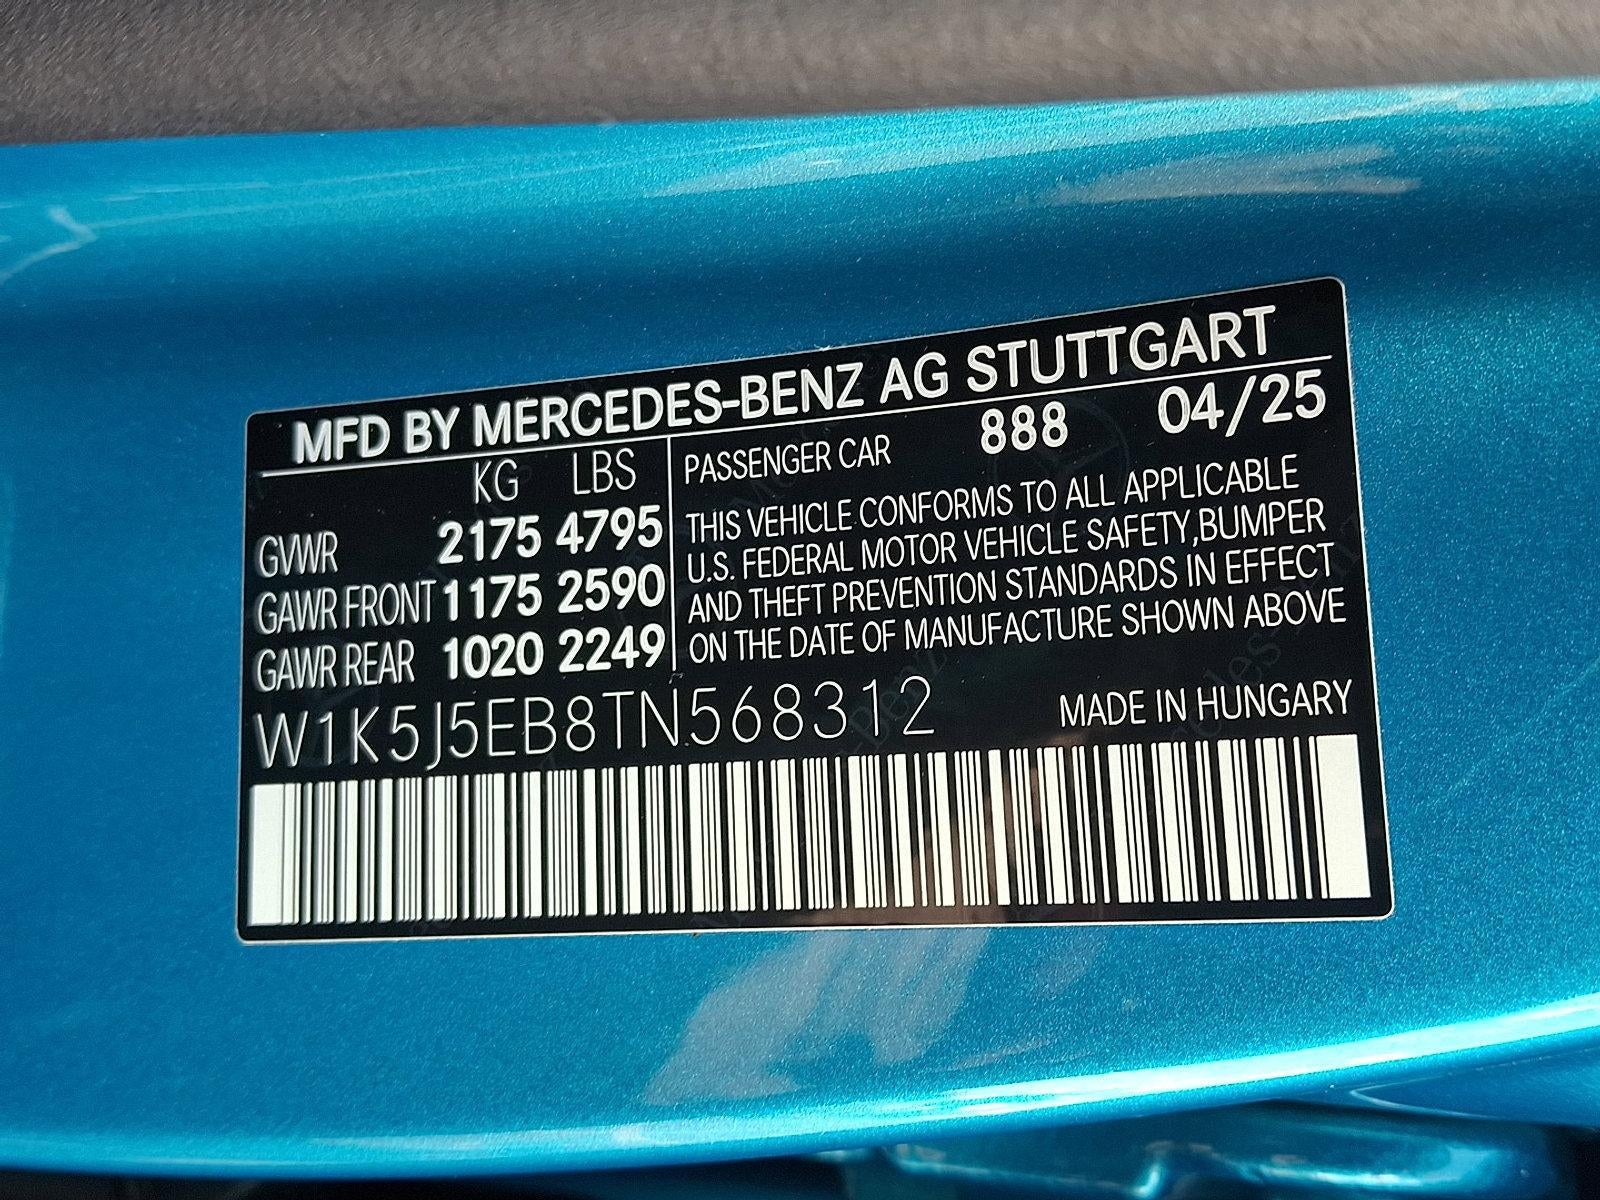 MFD BY MERCEDES-BENZ AG STUTTGART
KG LBS
GVWR 2175 4795
GAWR FRONT 1175 2590
GAWR REAR 1020 2249
PASSENGER CAR 888 04/25
THIS VEHICLE CONFORMS TO ALL APPLICABLE
U.S. FEDERAL MOTOR VEHICLE SAFETY,BUMPER
AND THEFT PREVENTION STANDARDS IN EFFECT
ON THE DATE OF MANUFACTURE SHOWN ABOVE
W1K5J5EB8TN568312
MADE IN HUNGARY